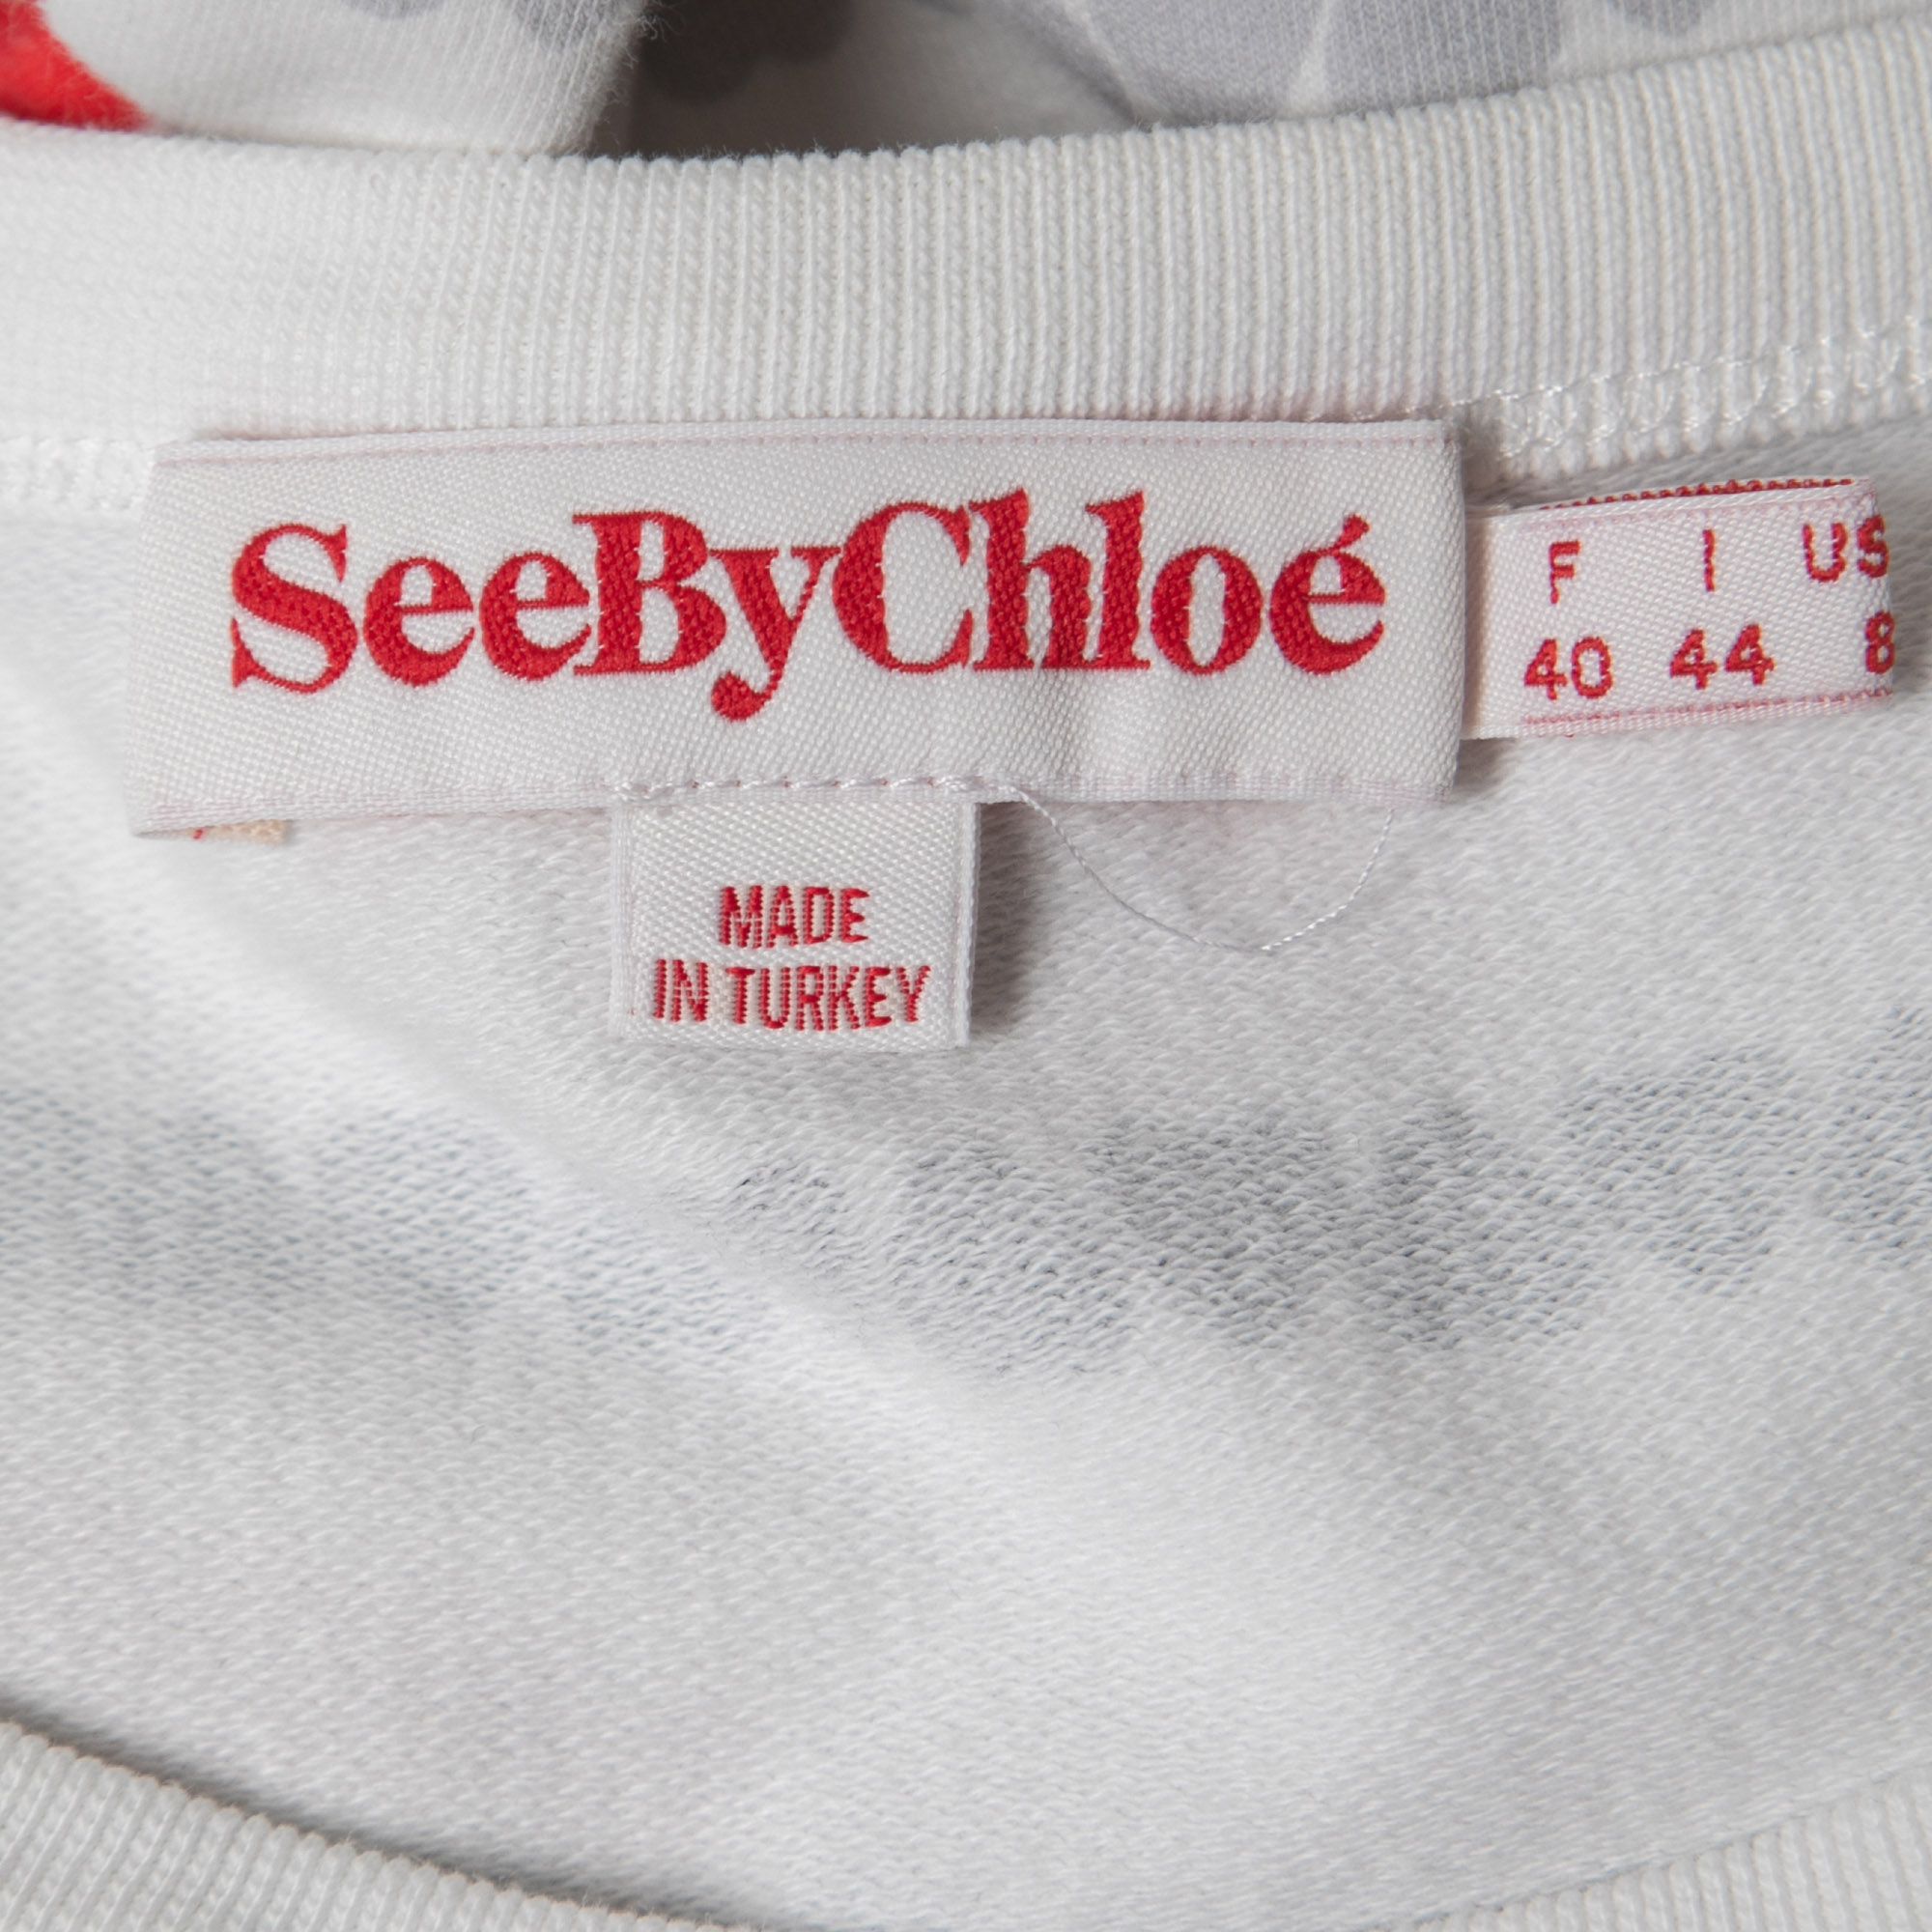 SeeByChloé
F I US
40 44 8
MADE
IN TURKEY